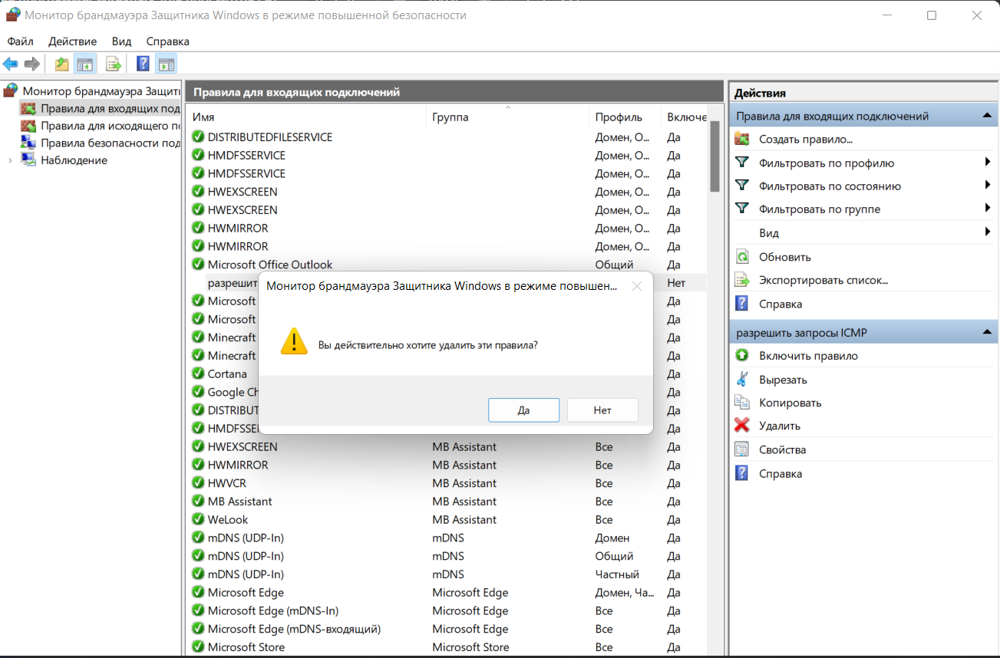 Монитор брандмауэра Защитника Windows в режиме повышенной безопасности
Файл Действие Вид Справка
Монитор брандмауэра Защитн
Правила для входящих под
Правила для исходящего по
Правила безопасности под
Наблюдение
Правила для входящих подключений
Имя Группа Профиль Включе
DISTRIBUTEDFILESERVICE Домен, О... Да
HMDFSSERVICE Домен, О... Да
HMDFSSERVICE Домен, О... Да
HWEXSCREEN Домен, О... Да
HWEXSCREEN Домен, О... Да
HWMIRROR Домен, О... Да
HWMIRROR Домен, О... Да
Microsoft Office Outlook Общий Да
разрешит Нет
Microsoft Да
Microsoft Да
Minecraft Да
Minecraft Да
Cortana Да
Google Ch Да
DISTRIBUT Да
HMDFSSE Да
HWEXSCREEN MB Assistant Все Да
HWMIRROR MB Assistant Все Да
HWVCR MB Assistant Все Да
MB Assistant MB Assistant Все Да
WeLook MB Assistant Все Да
mDNS (UDP-In) mDNS Домен Да
mDNS (UDP-In) mDNS Общий Да
mDNS (UDP-In) mDNS Частный Да
Microsoft Edge Microsoft Edge Домен, Ча... Да
Microsoft Edge (mDNS-In) Microsoft Edge Все Да
Microsoft Edge (mDNS-входящий) Microsoft Edge Все Да
Microsoft Store Microsoft Store Все Да
Монитор брандмауэра Защитника Windows в режиме повышен...
Вы действительно хотите удалить эти правила?
Да Нет
Действия
Правила для входящих подключений
Создать правило...
Фильтровать по профилю
Фильтровать по состоянию
Фильтровать по группе
Вид
Обновить
Экспортировать список...
Справка
разрешить запросы ICMP
Включить правило
Вырезать
Копировать
Удалить
Свойства
Справка